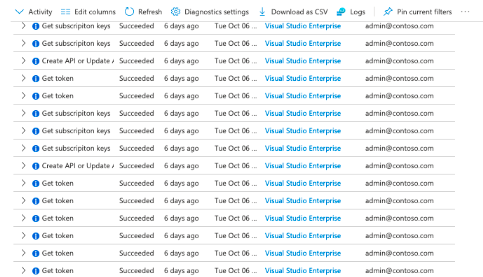 Activity Edit columns Refresh Diagnostics settings Download as CSV Logs Pin current filters ...
Get subscripiton keys Succeeded 6 days ago Tue Oct 06 ... Visual Studio Enterprise admin@contoso.com
Get subscripiton keys Succeeded 6 days ago Tue Oct 06 ... Visual Studio Enterprise admin@contoso.com
Create API or Update A Succeeded 6 days ago Tue Oct 06 ... Visual Studio Enterprise admin@contoso.com
Get token Succeeded 6 days ago Tue Oct 06 ... Visual Studio Enterprise admin@contoso.com
Get subscripiton keys Succeeded 6 days ago Tue Oct 06 ... Visual Studio Enterprise admin@contoso.com
Get subscripiton keys Succeeded 6 days ago Tue Oct 06 ... Visual Studio Enterprise admin@contoso.com
Get subscripiton keys Succeeded 6 days ago Tue Oct 06 ... Visual Studio Enterprise admin@contoso.com
Get subscripiton keys Succeeded 6 days ago Tue Oct 06 ... Visual Studio Enterprise admin@contoso.com
Create API or Update A Succeeded 6 days ago Tue Oct 06 ... Visual Studio Enterprise admin@contoso.com
Get token Succeeded 6 days ago Tue Oct 06 ... Visual Studio Enterprise admin@contoso.com
Get token Succeeded 6 days ago Tue Oct 06 ... Visual Studio Enterprise admin@contoso.com
Get token Succeeded 6 days ago Tue Oct 06 ... Visual Studio Enterprise admin@contoso.com
Get token Succeeded 6 days ago Tue Oct 06 ... Visual Studio Enterprise admin@contoso.com
Get token Succeeded 6 days ago Tue Oct 06 ... Visual Studio Enterprise admin@contoso.com
Get token Succeeded 6 days ago Tue Oct 06 ... Visual Studio Enterprise admin@contoso.com